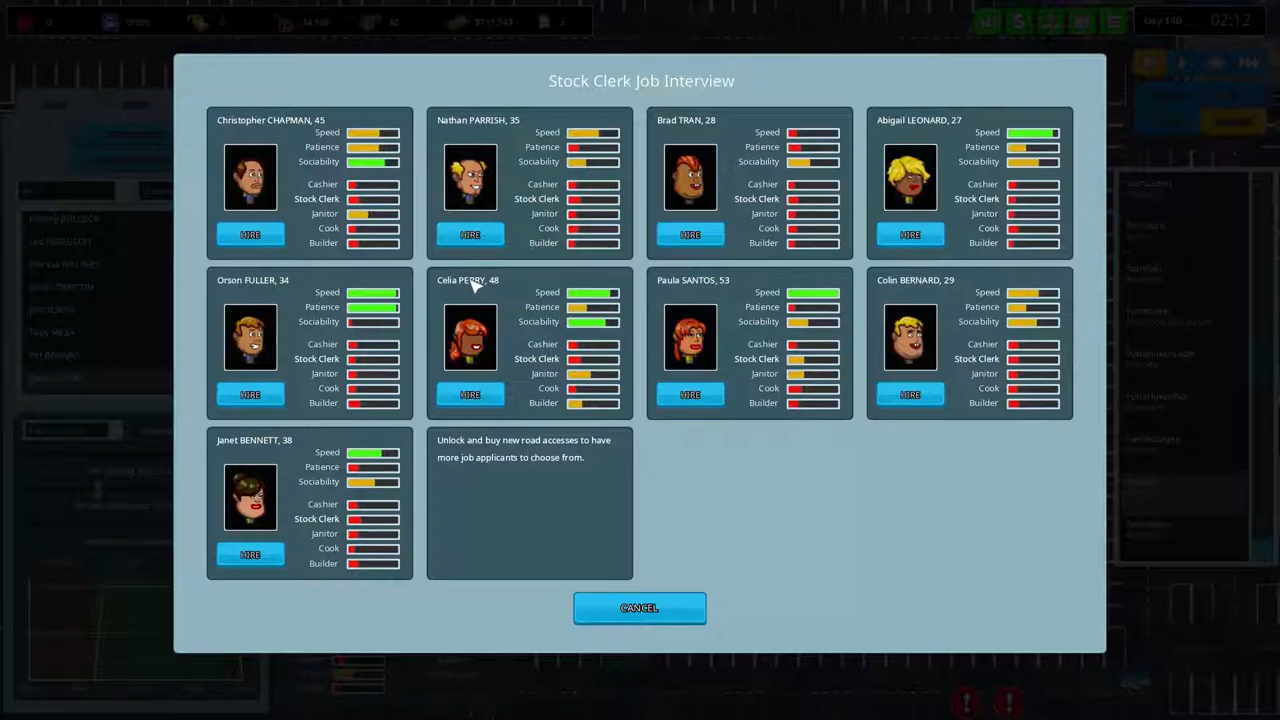 Day 140
02:12
Stock Clerk Job Interview
Christopher CHAPMAN, 45
Speed
Patience
Sociability
Cashier
Stock Clerk
Janitor
Cook
Builder
HIRE
Nathan PARRISH, 35
Speed
Patience
Sociability
Cashier
Stock Clerk
Janitor
Cook
Builder
HIRE
Brad TRAN, 28
Speed
Patience
Sociability
Cashier
Stock Clerk
Janitor
Cook
Builder
HIRE
Abigail LEONARD, 27
Speed
Patience
Sociability
Cashier
Stock Clerk
Janitor
Cook
Builder
HIRE
Orson FULLER, 34
Speed
Patience
Sociability
Cashier
Stock Clerk
Janitor
Cook
Builder
HIRE
Celia PERRY, 48
Speed
Patience
Sociability
Cashier
Stock Clerk
Janitor
Cook
Builder
HIRE
Paula SANTOS, 53
Speed
Patience
Sociability
Cashier
Stock Clerk
Janitor
Cook
Builder
HIRE
Colin BERNARD, 29
Speed
Patience
Sociability
Cashier
Stock Clerk
Janitor
Cook
Builder
HIRE
Janet BENNETT, 38
Speed
Patience
Sociability
Cashier
Stock Clerk
Janitor
Cook
Builder
HIRE
Unlock and buy new road accesses to have
more job applicants to choose from.
CANCEL